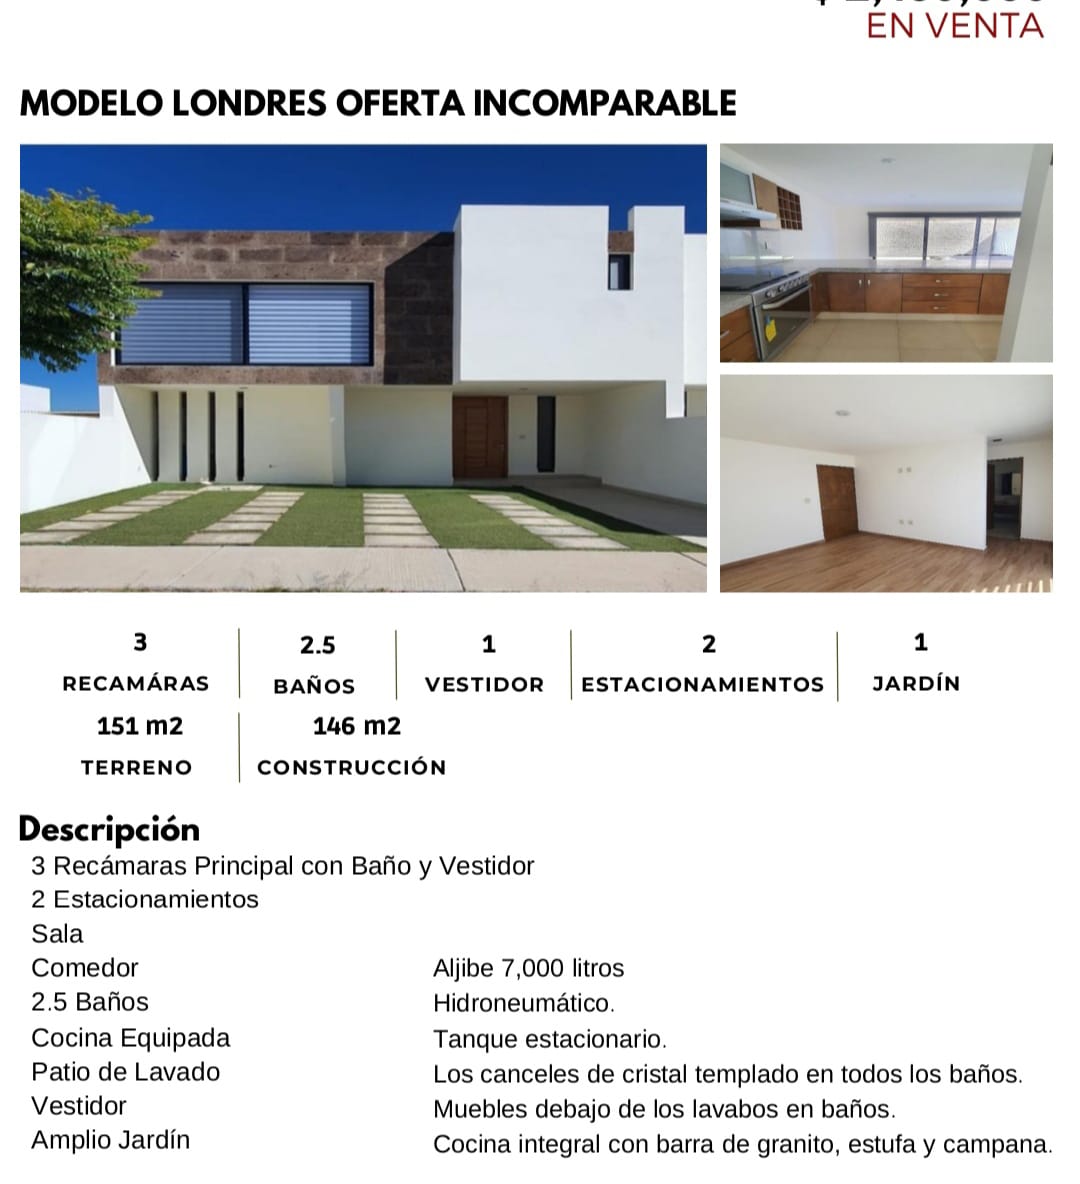 EN VENTA
MODELO LONDRES OFERTA INCOMPARABLE
3
RECAMÁRAS
2.5
BAÑOS
1
VESTIDOR
2
ESTACIONAMIENTOS
1
JARDÍN
151 m2
TERRENO
146 m2
CONSTRUCCIÓN
Descripción
3 Recámaras Principal con Baño y Vestidor
2 Estacionamientos
Sala
Comedor
2.5 Baños
Cocina Equipada
Patio de Lavado
Vestidor
Amplio Jardín
Aljibe 7,000 litros
Hidroneumático.
Tanque estacionario.
Los canceles de cristal templado en todos los baños.
Muebles debajo de los lavabos en baños.
Cocina integral con barra de granito, estufa y campana.